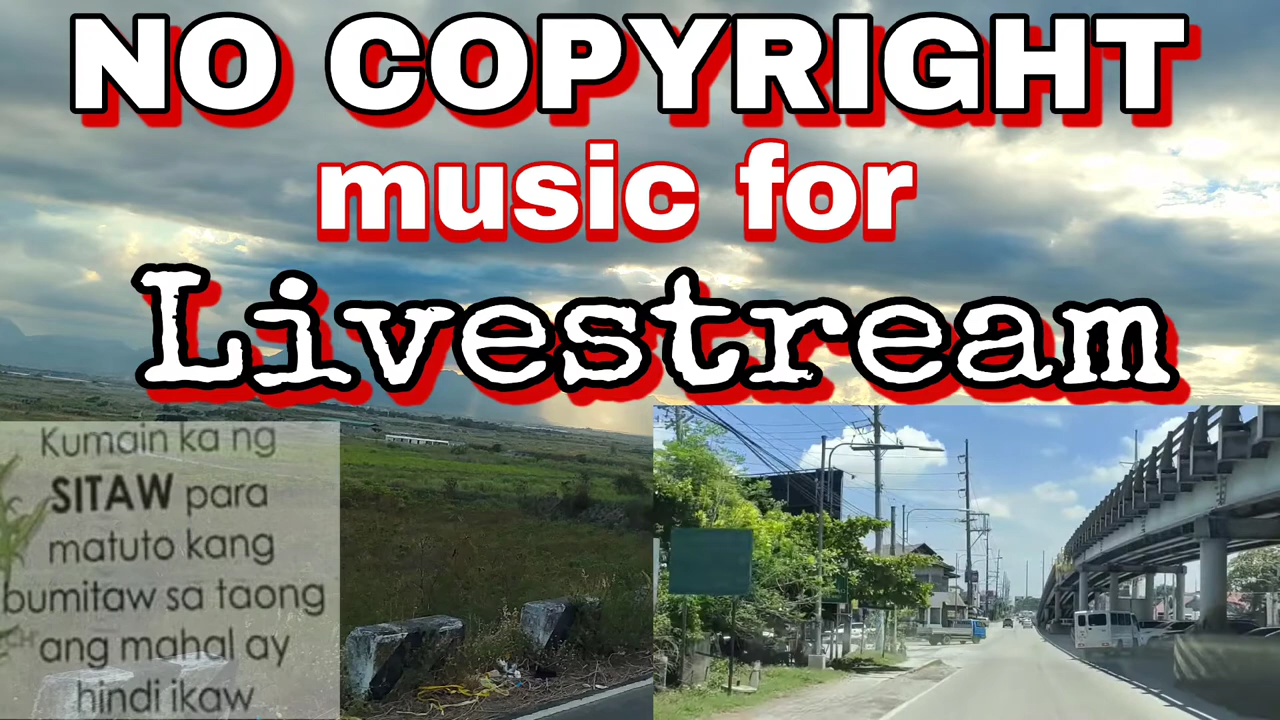 NO COPYRIGHT
music for
Livestream
Kumain ka ng
SITAW para
matuto kang
bumitaw sa taong
ang mahal ay
hindi ikaw